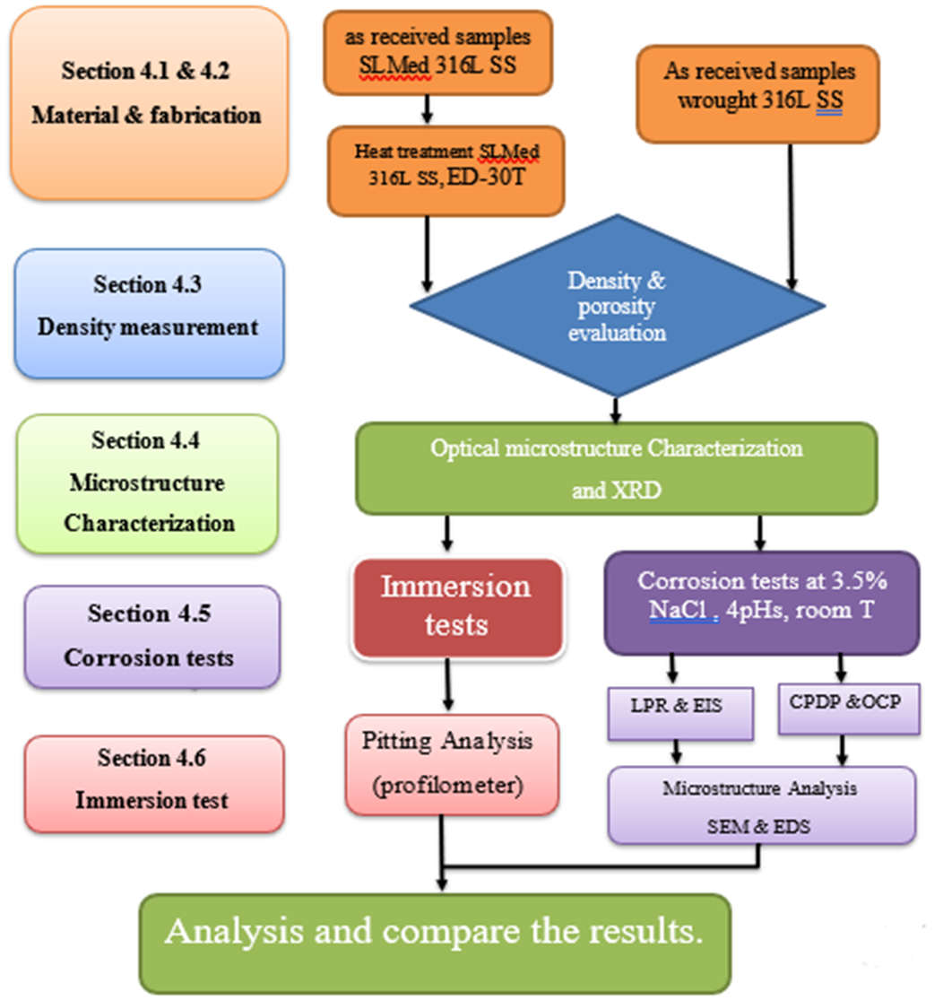 Section 4.1 & 4.2
Material & fabrication
as received samples
SLMed 316L SS
As received samples
wrought 316L SS
Heat treatment SLMed
316L SS, ED-30T
Section 4.3
Density measurement
Density &
porosity
evaluation
Section 4.4
Microstructure
Characterization
Optical microstructure Characterization
and XRD
Section 4.5
Corrosion tests
Immersion
tests
Corrosion tests at 3.5%
NaCl , 4pHs, room T
LPR & EIS
CPDP &OCP
Section 4.6
Immersion test
Pitting Analysis
(profilometer)
Microstructure Analysis
SEM & EDS
Analysis and compare the results.